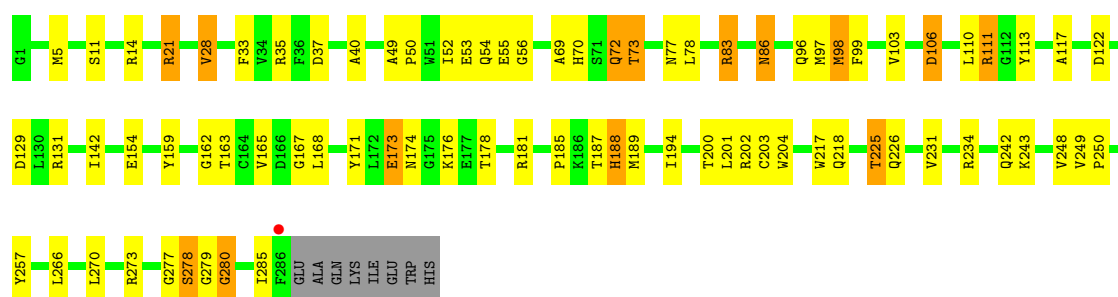 G1 M5 S11 R14 R21 V28 F33 V34 R35 F36 D37 A40 A49 P50 W51 I52 E53 Q54 E55 G56 A69 H70 S71 Q72 T73 N77 L78 R83 N86 Q96 M97 M98 F99 V103 D106 L110 R111 G112 Y113 A117 D122
D129 L130 R131 I142 E154 Y159 G162 T163 C164 V165 D166 G167 L168 Y171 L172 E173 N174 G175 K176 E177 T178 R181 P185 K186 T187 H188 M189 I194 T200 L201 R202 C203 W204 W217 Q218 T225 Q226 V231 R234 Q242 K243 V248 V249 P250
Y257 L266 L270 R273 G277 S278 G279 G280 I285 F286 GLU ALA GLN LYS ILE GLU TRP HIS